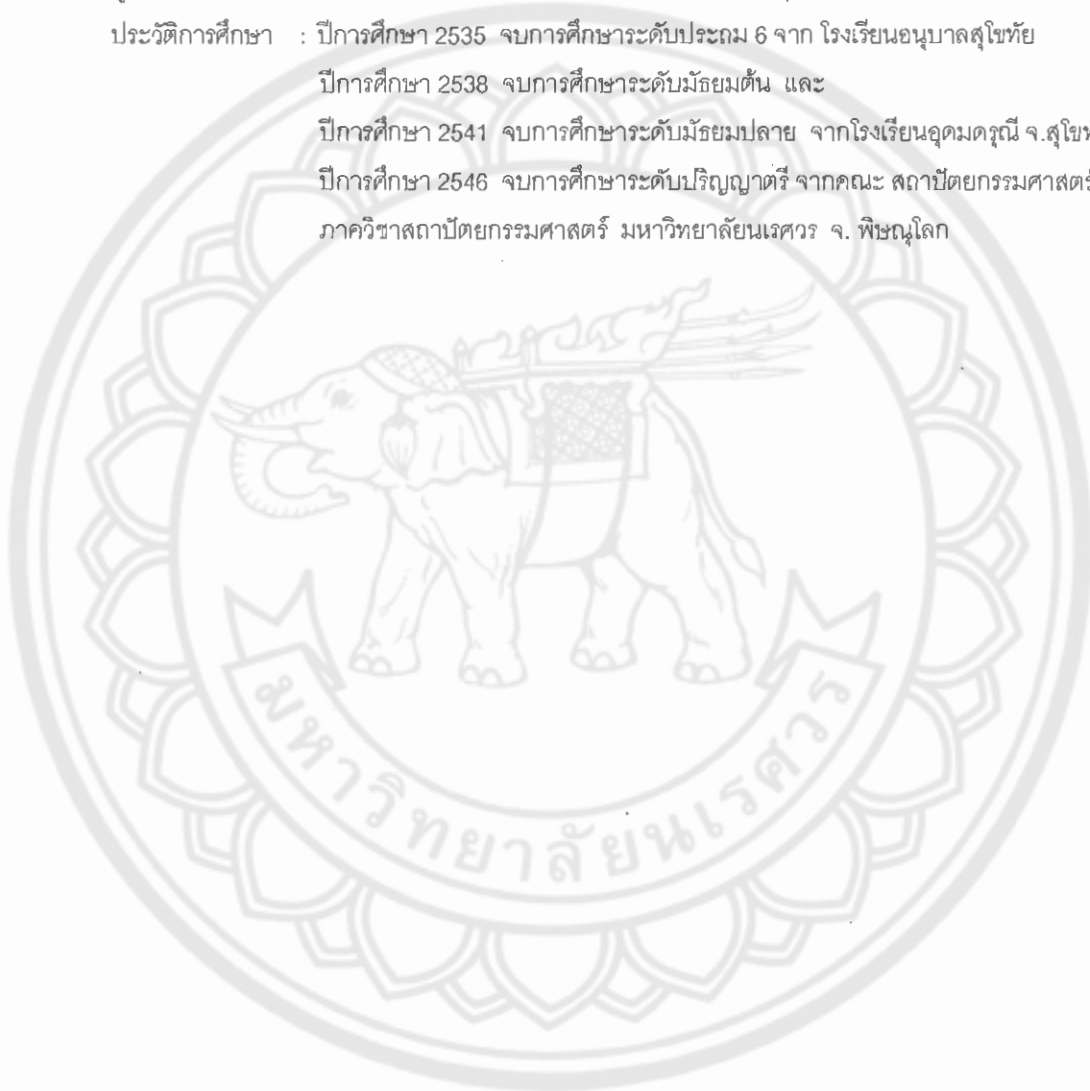 ประวัติการศึกษา : ปีการศึกษา 2535 จบการศึกษาระดับประถม 6 จาก โรงเรียนอนุบาลสุโขทัย
ปีการศึกษา 2538 จบการศึกษาระดับมัธยมต้น และ
ปีการศึกษา 2541 จบการศึกษาระดับมัธยมปลาย จากโรงเรียนอุดมดรุณี จ.สุโข
ปีการศึกษา 2546 จบการศึกษาระดับปริญญาตรี จากคณะ สถาปัตยกรรมศาสตร์
ภาควิชาสถาปัตยกรรมศาสตร์ มหาวิทยาลัยนเรศวร จ. พิษณุโลก
มหาวิทยาลัยนเรศวร